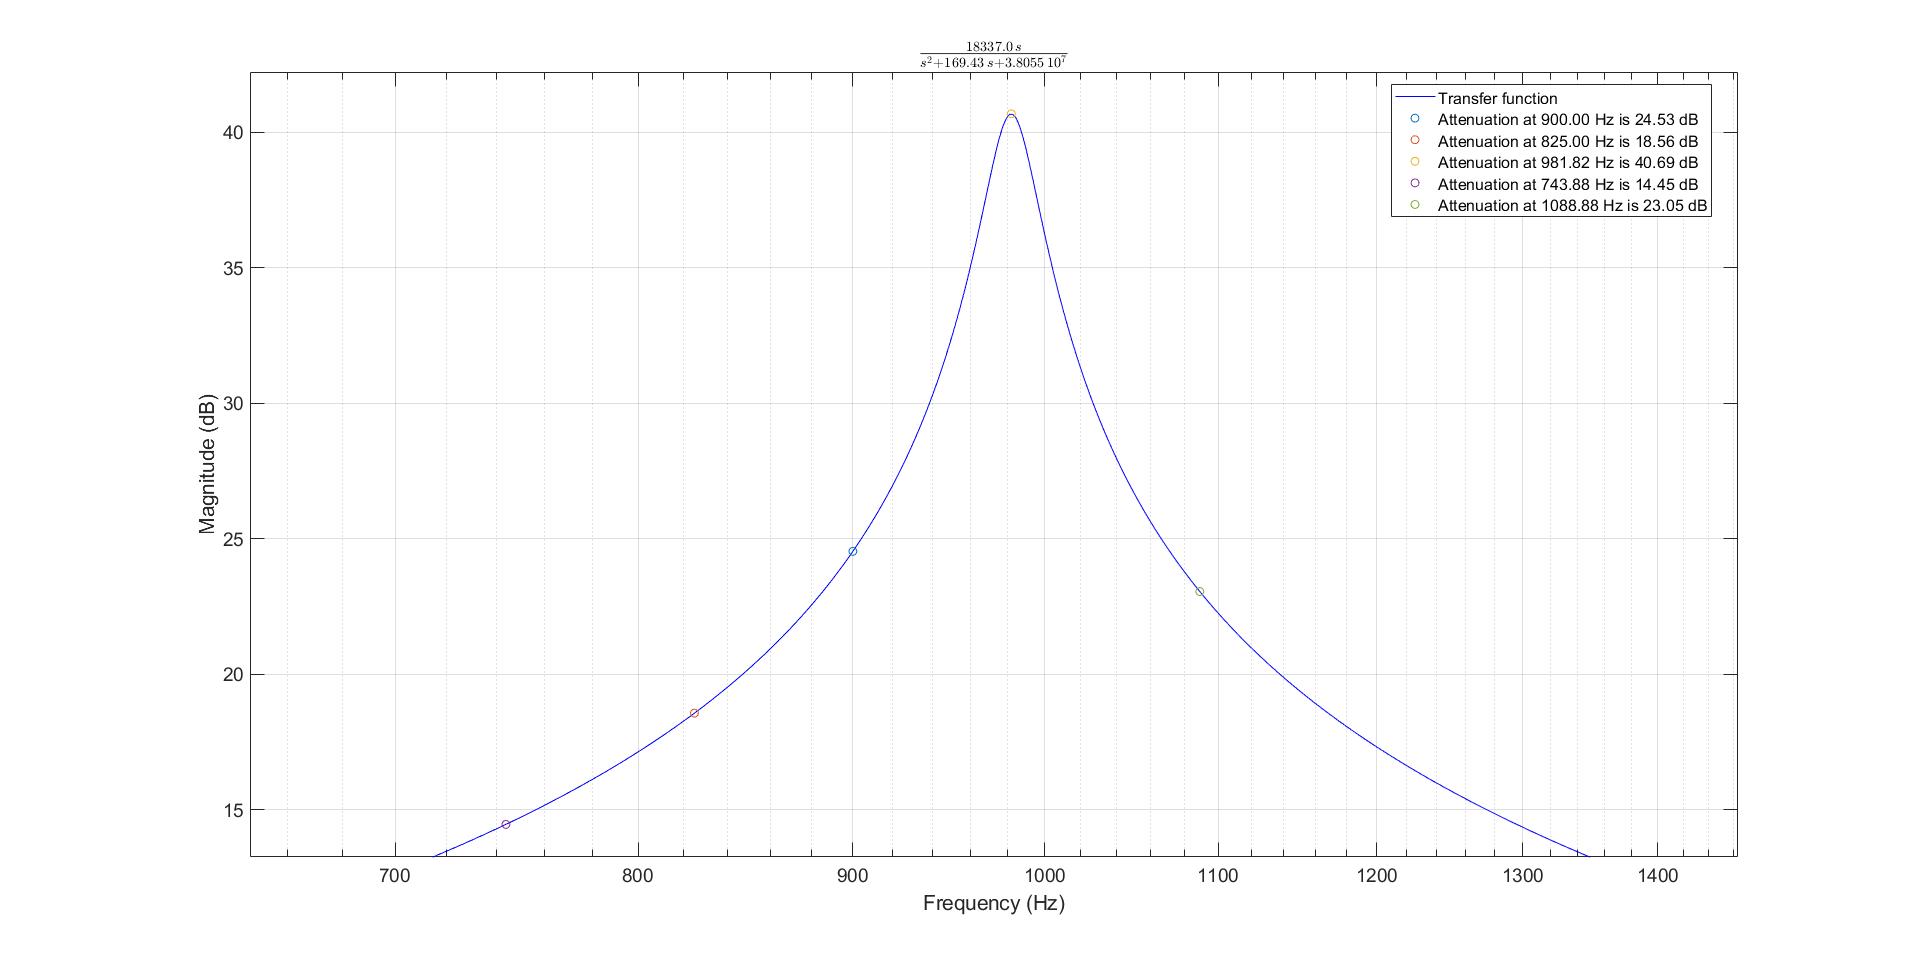 18337.0 s
s²+169.43 s+3.8055 10⁷
Transfer function
Attenuation at 900.00 Hz is 24.53 dB
Attenuation at 825.00 Hz is 18.56 dB
Attenuation at 981.82 Hz is 40.69 dB
Attenuation at 743.88 Hz is 14.45 dB
Attenuation at 1088.88 Hz is 23.05 dB
Magnitude (dB)
40
35
30
25
20
15
700 800 900 1000 1100 1200 1300 1400
Frequency (Hz)